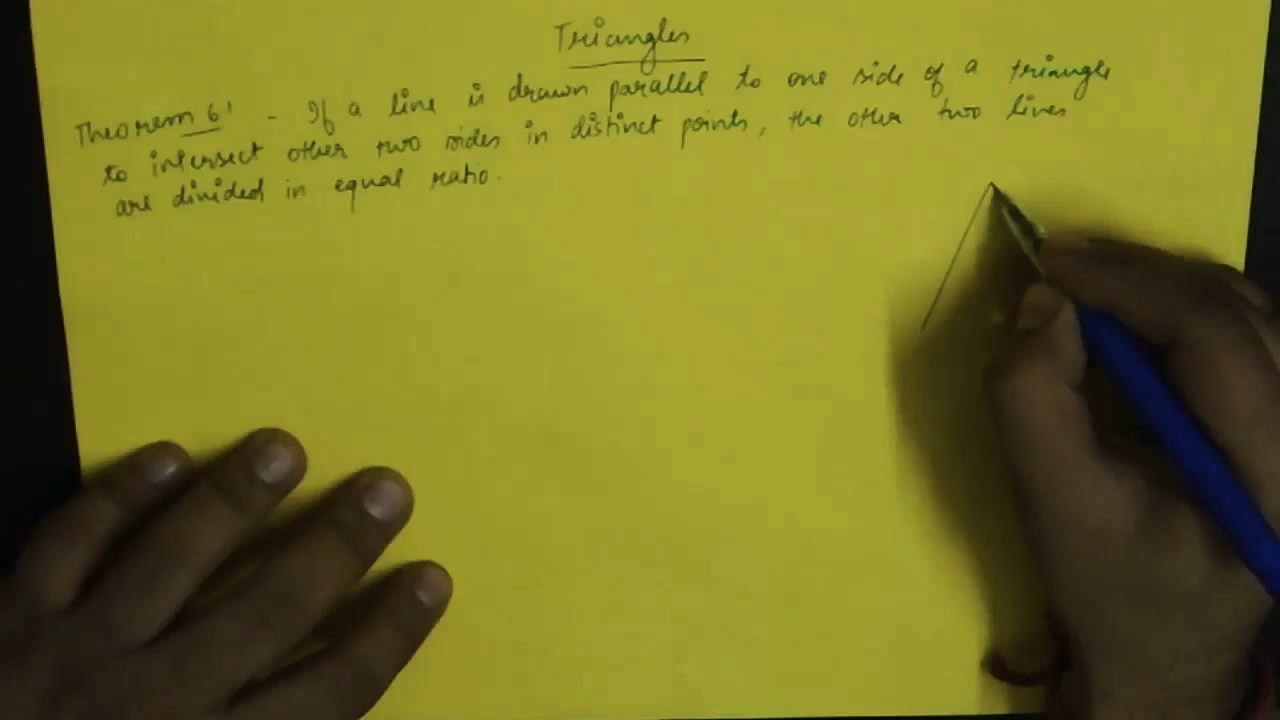 Triangles
Theorem 6.1 - If a line is drawn parallel to one side of a triangle
to intersect other two sides in distinct points, the other two lines
are divided in equal ratio.